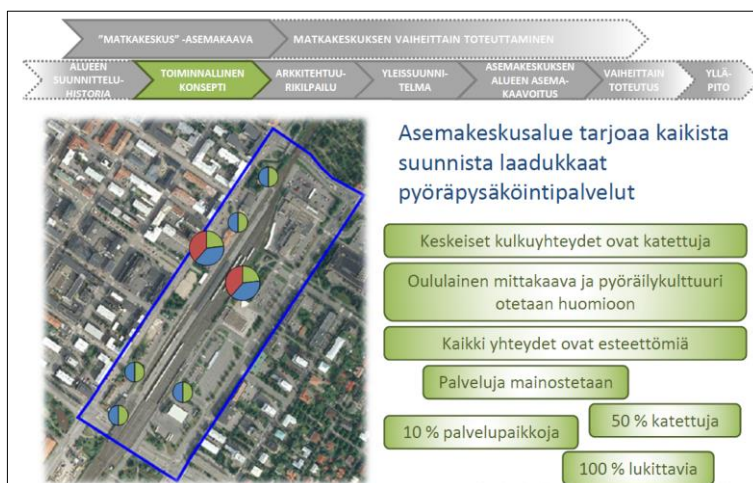 "MATKAKESKUS" -ASEMAKAAVA
MATKAKESKUKSEN VAIHEITTAIN TOTEUTTAMINEN
ALUEEN
SUUNNITTELU-
HISTORIA
TOIMINNALLINEN
KONSEPTI
ARKKITEHTUU-
RIKILPAILU
YLEISSUUNNI-
TELMA
ASEMAKESKUKSEN
ALUEEN ASEMA-
KAAVOITUS
VAIHEITTAIN
TOTEUTUS
YLLÄ-
PITO
Asemakeskusalue tarjoaa kaikista
suunnista laadukkaat
pyöräpysäköintipalvelut
Keskeiset kulkuyhteydet ovat katettuja
Oululainen mittakaava ja pyöräilykulttuuri
otetaan huomioon
Kaikki yhteydet ovat esteettömiä
Palveluja mainostetaan
10 % palvelupaikkoja
50 % katettuja
100 % lukittavia